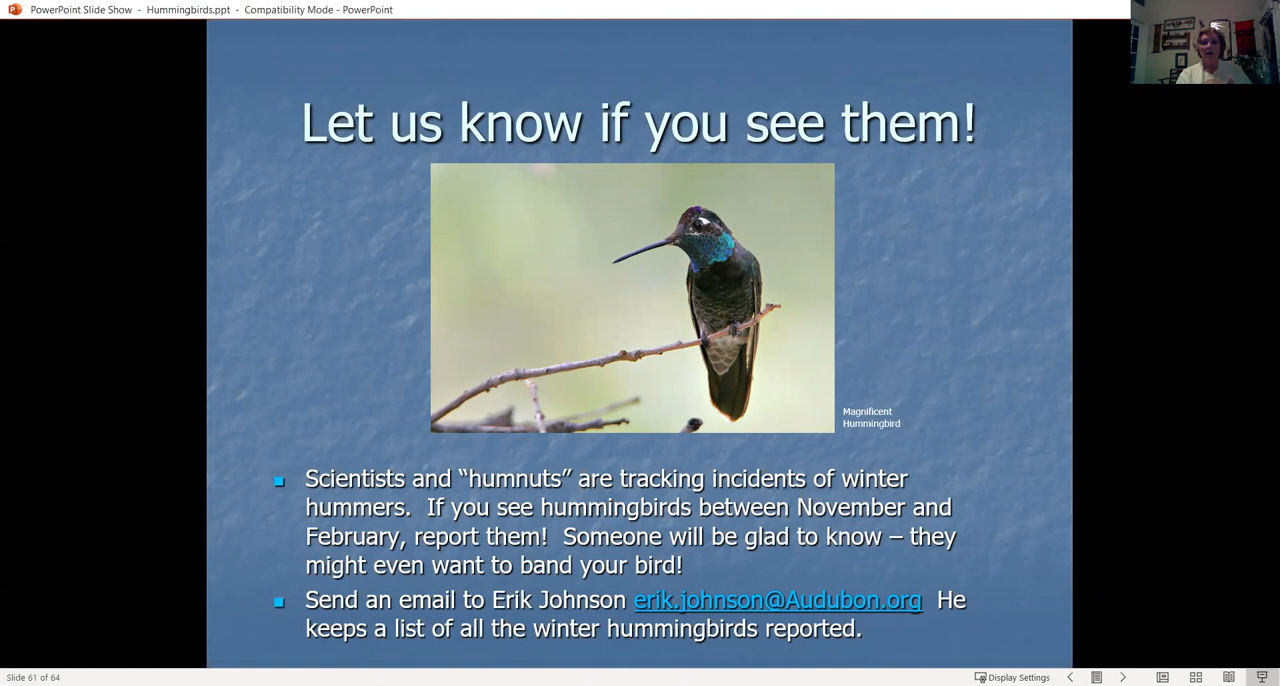 PowerPoint Slide Show - Hummingbirds.ppt - Compatibility Mode - PowerPoint
Let us know if you see them!
Magnificent
Hummingbird
Scientists and “humnuts” are tracking incidents of winter
hummers.  If you see hummingbirds between November and
February, report them!  Someone will be glad to know – they
might even want to band your bird!
Send an email to Erik Johnson erik.johnson@Audubon.org  He
keeps a list of all the winter hummingbirds reported.
Slide 61 of 64
Display Settings